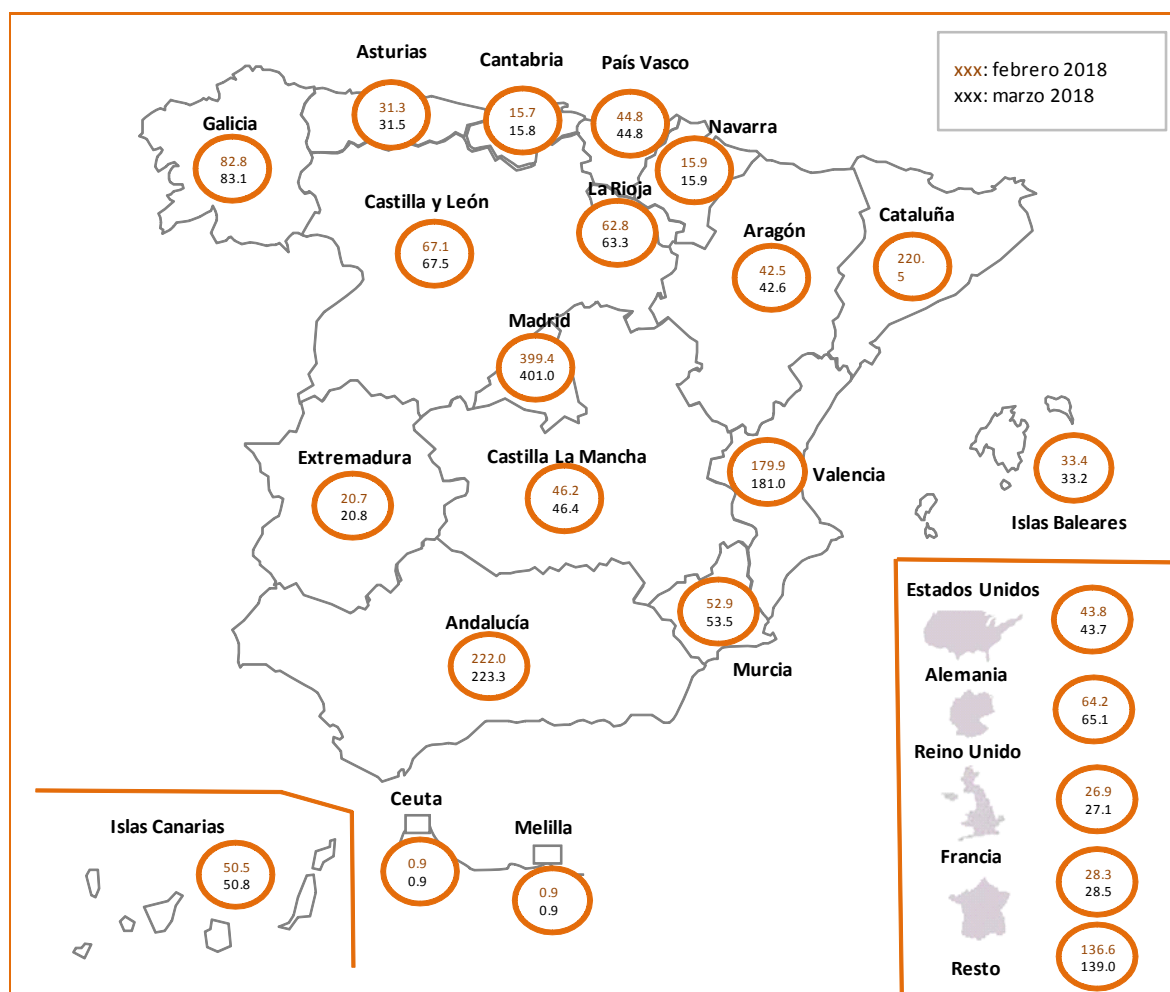 xxx: febrero 2018
xxx: marzo 2018
Asturias
31.3
31.5
Cantabria
15.7
15.8
País Vasco
44.8
44.8
Galicia
82.8
83.1
Navarra
15.9
15.9
Castilla y León
67.1
67.5
La Rioja
62.8
63.3
Aragón
42.5
42.6
Cataluña
220.
5
Madrid
399.4
401.0
Extremadura
20.7
20.8
Castilla La Mancha
46.2
46.4
179.9
181.0
Valencia
33.4
33.2
Islas Baleares
Andalucía
222.0
223.3
52.9
53.5
Murcia
Estados Unidos
43.8
43.7
Alemania
64.2
65.1
Reino Unido
26.9
27.1
Francia
28.3
28.5
Resto
136.6
139.0
Islas Canarias
50.5
50.8
Ceuta
0.9
0.9
Melilla
0.9
0.9